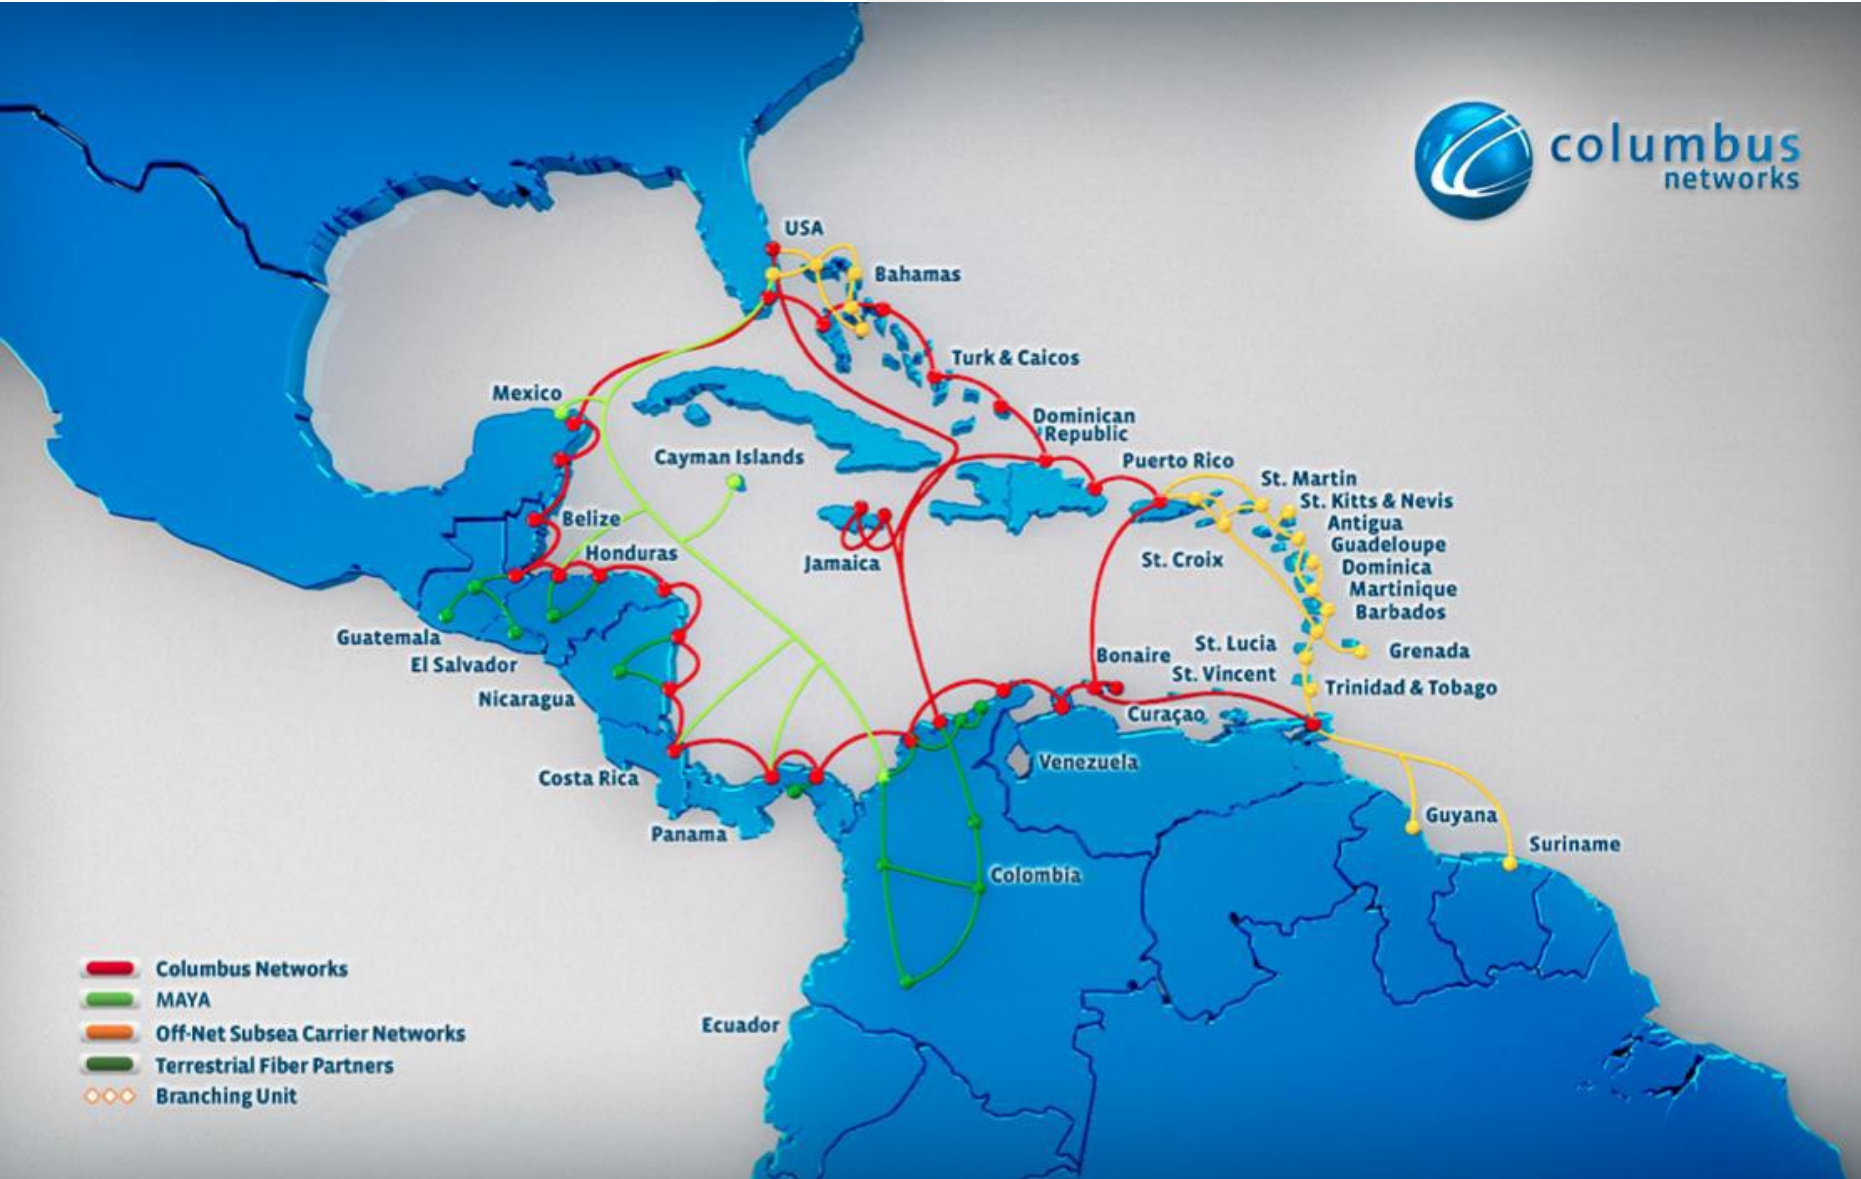 columbus
networks
USA
Bahamas
Turk & Caicos
Mexico
Dominican
Republic
Cayman Islands
Puerto Rico
St. Martin
St. Kitts & Nevis
Belize
Antigua
Guadeloupe
Honduras
Jamaica
St. Croix
Dominica
Martinique
Barbados
Guatemala
St. Lucia
Grenada
El Salvador
Bonaire
St. Vincent
Trinidad & Tobago
Nicaragua
Curaçao
Venezuela
Costa Rica
Guyana
Panama
Suriname
Colombia
Columbus Networks
MAYA
Ecuador
Off-Net Subsea Carrier Networks
Terrestrial Fiber Partners
Branching Unit